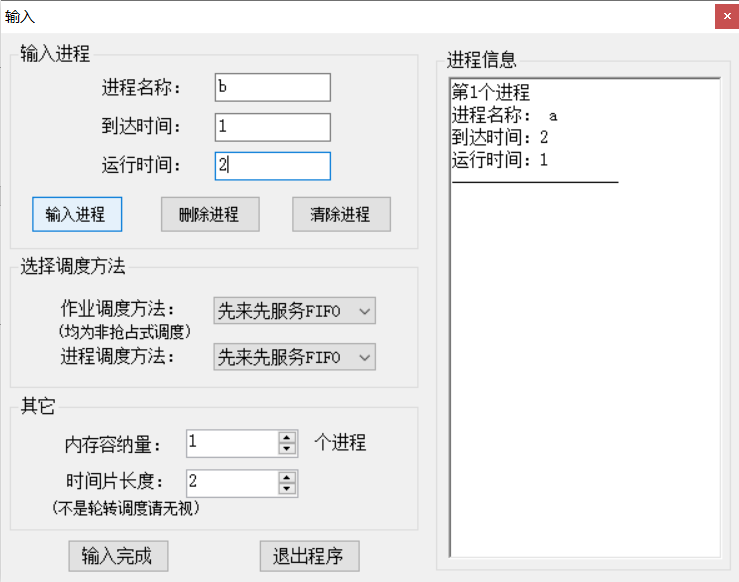 输入
输入进程
进程名称： b
到达时间： 1
运行时间： 2
输入进程 删除进程 清除进程
选择调度方法
作业调度方法： 先来先服务FIFO
(均为非抢占式调度)
进程调度方法： 先来先服务FIFO
其它
内存容纳量： 1 个进程
时间片长度： 2
(不是轮转调度请无视)
输入完成 退出程序
进程信息
第1个进程
进程名称： a
到达时间：2
运行时间：1